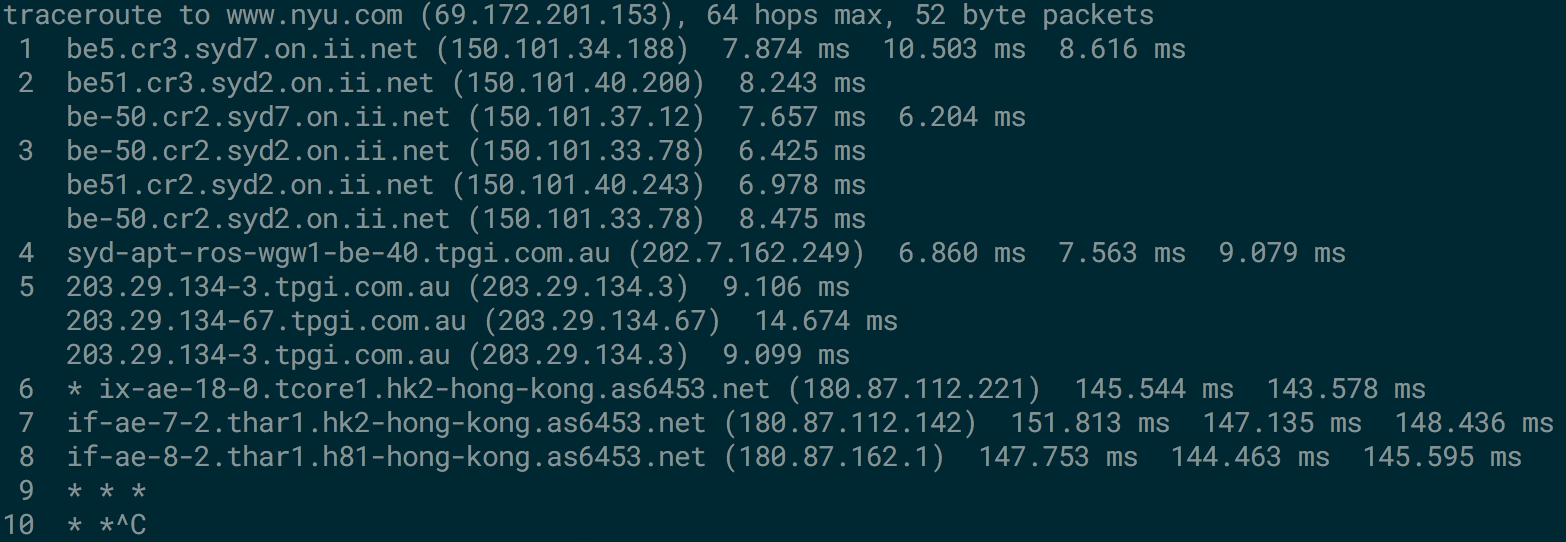 traceroute to www.nyu.com (69.172.201.153), 64 hops max, 52 byte packets
 1  be5.cr3.syd7.on.ii.net (150.101.34.188)  7.874 ms  10.503 ms  8.616 ms
 2  be51.cr3.syd2.on.ii.net (150.101.40.200)  8.243 ms
    be-50.cr2.syd7.on.ii.net (150.101.37.12)  7.657 ms  6.204 ms
 3  be-50.cr2.syd2.on.ii.net (150.101.33.78)  6.425 ms
    be51.cr2.syd2.on.ii.net (150.101.40.243)  6.978 ms
    be-50.cr2.syd2.on.ii.net (150.101.33.78)  8.475 ms
 4  syd-apt-ros-wgw1-be-40.tpgi.com.au (202.7.162.249)  6.860 ms  7.563 ms  9.079 ms
 5  203.29.134-3.tpgi.com.au (203.29.134.3)  9.106 ms
    203.29.134-67.tpgi.com.au (203.29.134.67)  14.674 ms
    203.29.134-3.tpgi.com.au (203.29.134.3)  9.099 ms
 6  * ix-ae-18-0.tcore1.hk2-hong-kong.as6453.net (180.87.112.221)  145.544 ms  143.578 ms
 7  if-ae-7-2.thar1.hk2-hong-kong.as6453.net (180.87.112.142)  151.813 ms  147.135 ms  148.436 ms
 8  if-ae-8-2.thar1.h81-hong-kong.as6453.net (180.87.162.1)  147.753 ms  144.463 ms  145.595 ms
 9  * * *
10  * *^C